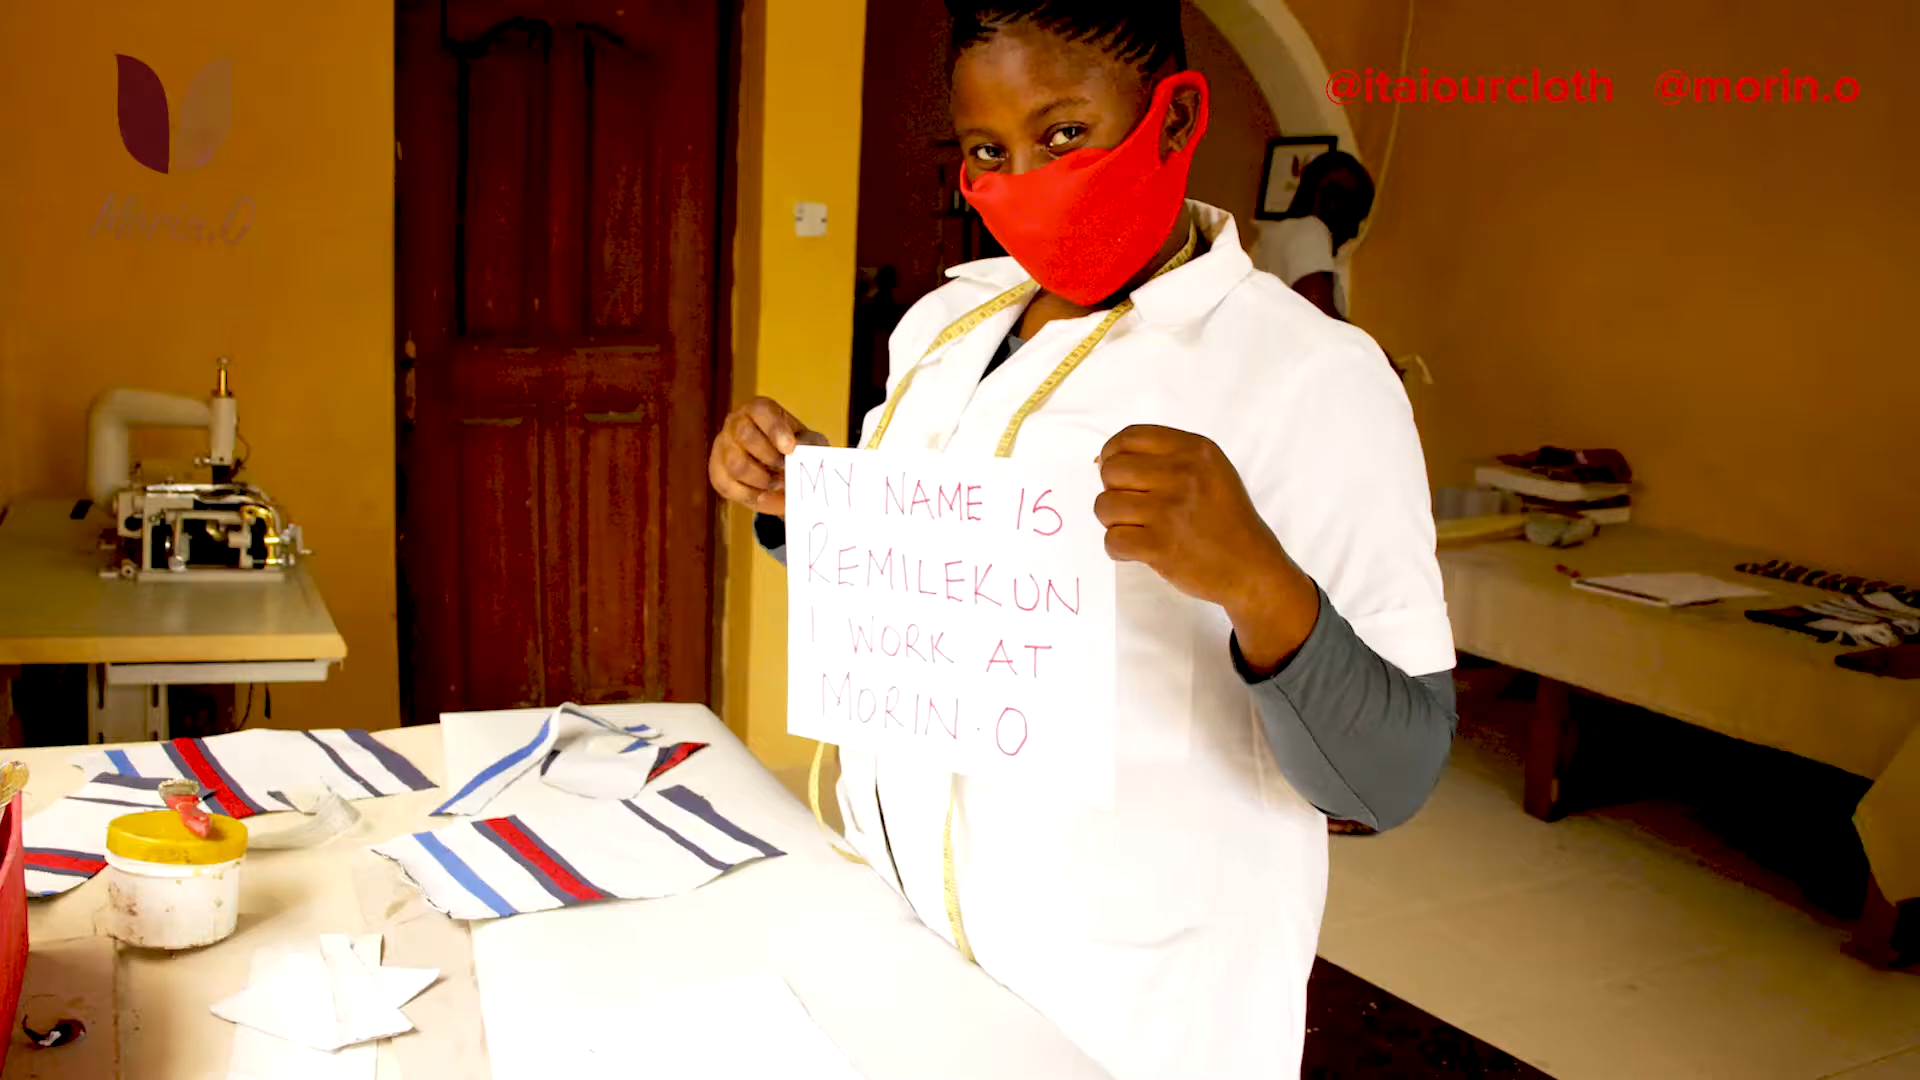 @itaiourcloth @morin.o
Morin.O
MY NAME IS
REMILEKUN
I WORK AT
MORIN.O